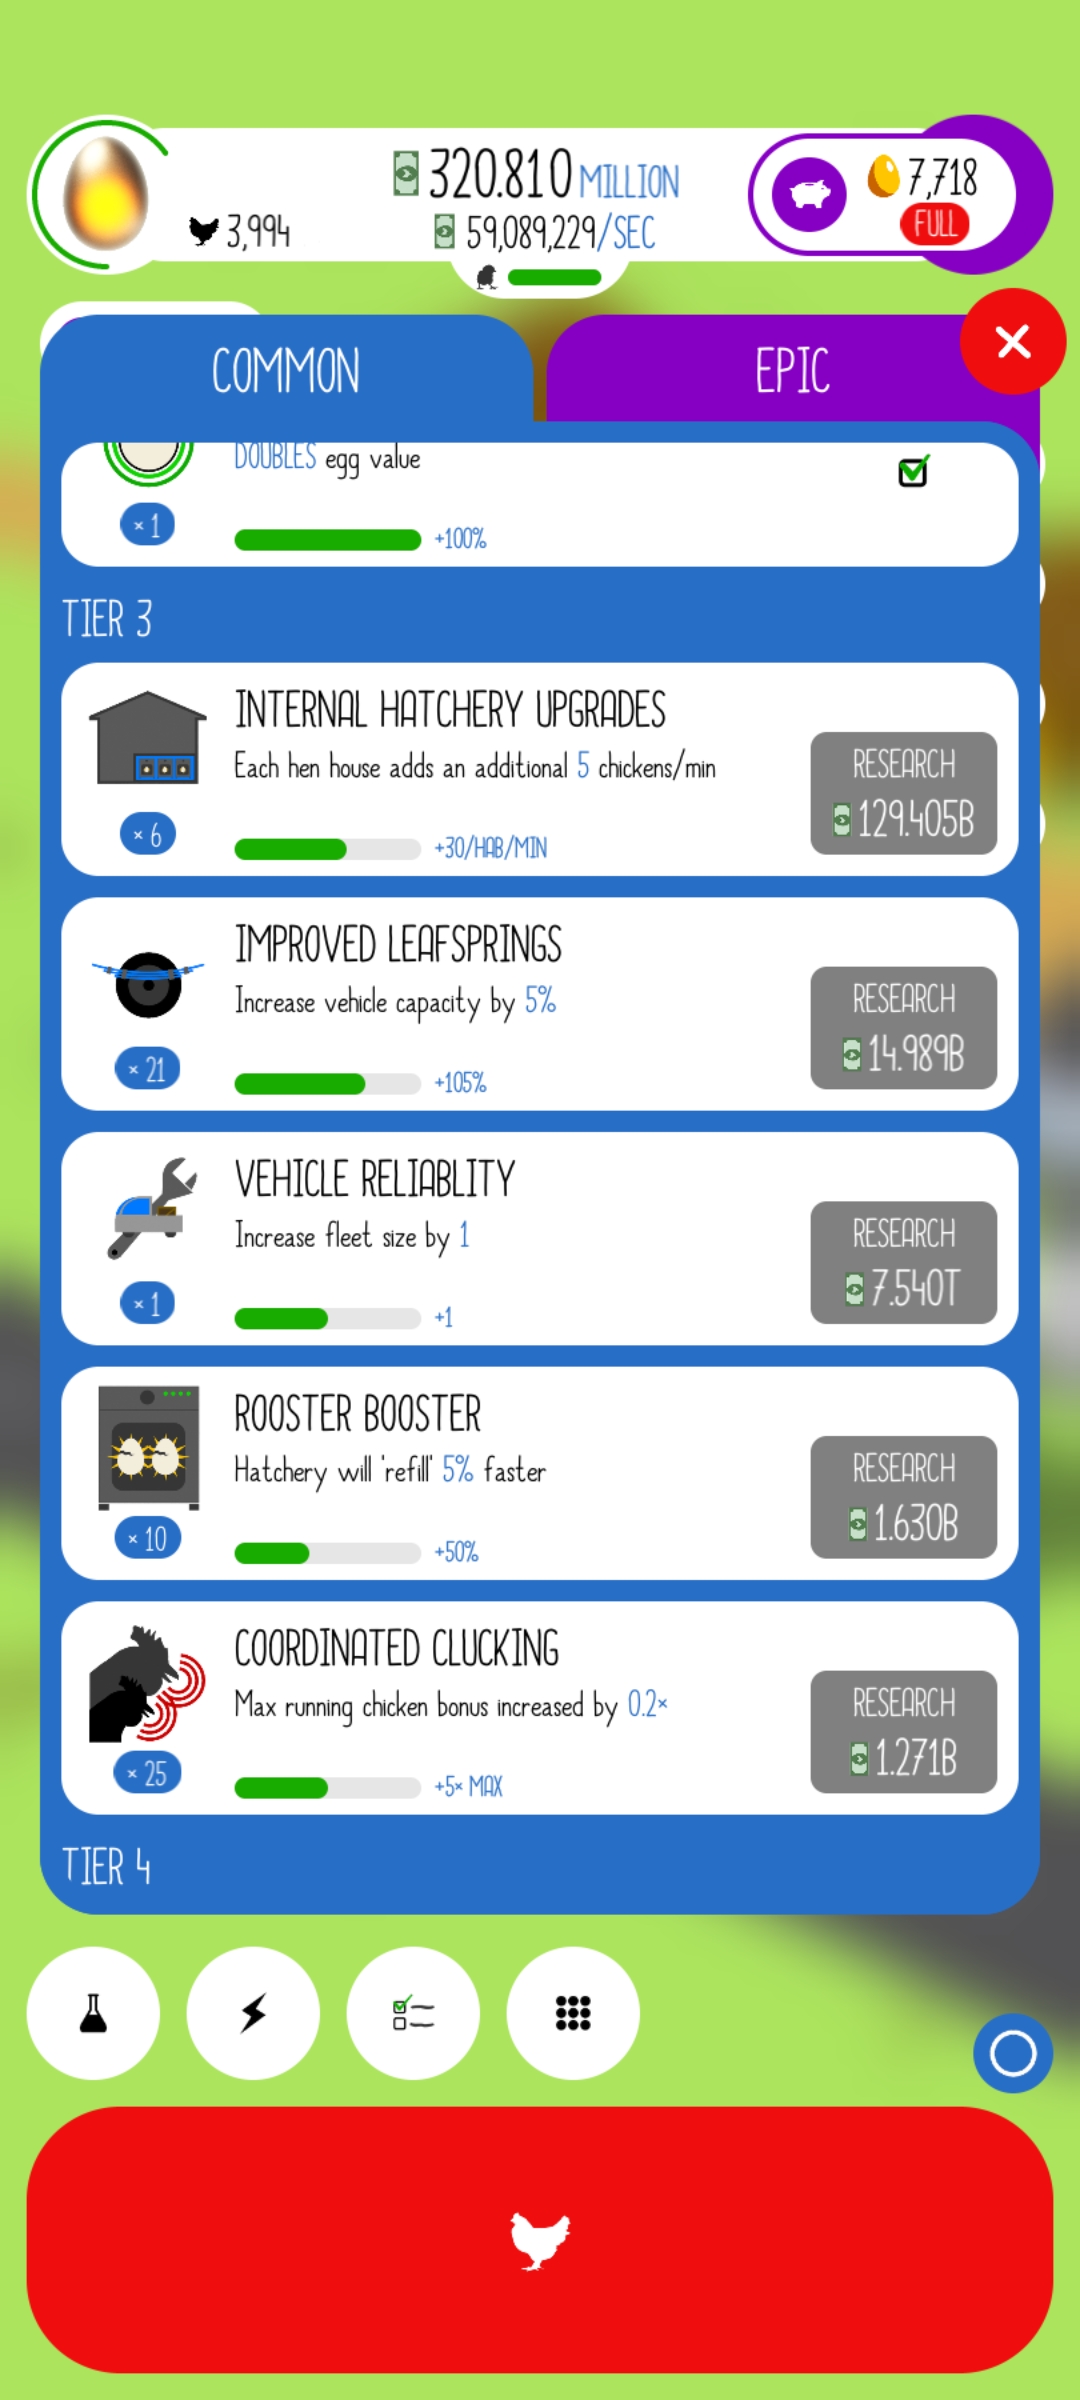 320.810 MILLION
3,994
59,089,229/SEC
7,718
FULL
COMMON
EPIC
DOUBLES egg value
× 1
+100%
TIER 3
INTERNAL HATCHERY UPGRADES
Each hen house adds an additional 5 chickens/min
× 6
+30/HAB/MIN
RESEARCH
129.405B
IMPROVED LEAFSPRINGS
Increase vehicle capacity by 5%
× 21
+105%
RESEARCH
14.989B
VEHICLE RELIABLITY
Increase fleet size by 1
× 1
+1
RESEARCH
7.540T
ROOSTER BOOSTER
Hatchery will 'refill' 5% faster
× 10
+50%
RESEARCH
1.630B
COORDINATED CLUCKING
Max running chicken bonus increased by 0.2×
× 25
+5× MAX
RESEARCH
1.271B
TIER 4